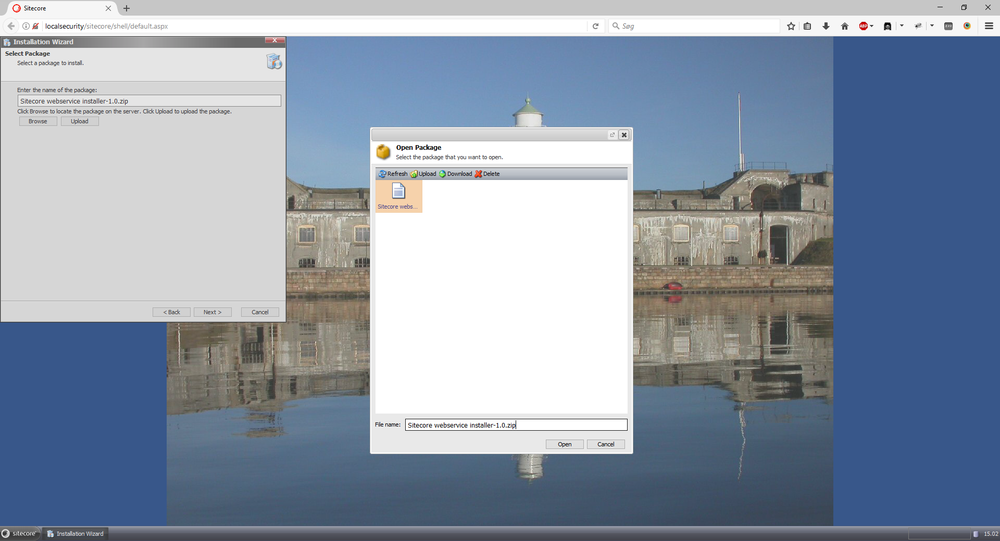 Sitecore
localsecurity/sitecore/shell/default.aspx
Søg
ABP
zzz
Installation Wizard
Select Package
Select a package to install.
Enter the name of the package:
Sitecore webservice installer-1.0.zip
Click Browse to locate the package on the server. Click Upload to upload the package.
Browse Upload
< Back Next > Cancel
Open Package
Select the package that you want to open.
Refresh Upload Download Delete
Sitecore webs...
File name: Sitecore webservice installer-1.0.zip
Open Cancel
sitecore Installation Wizard 15.02